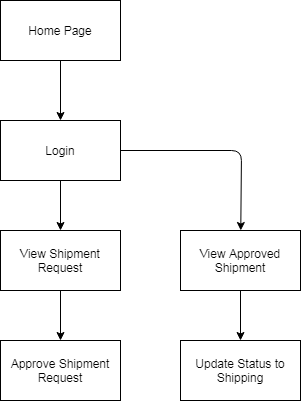 Home Page
Login
View Shipment
Request
View Approved
Shipment
Approve Shipment
Request
Update Status to
Shipping